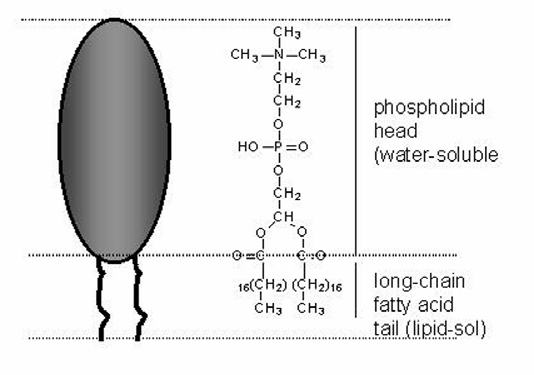 CH3
CH3—N—CH3
CH2
CH2
O
HO—P=O
O
CH2
CH
O O
O=C C=O
16(CH2) (CH2)16
CH3 CH3
phospholipid
head
(water-soluble
long-chain
fatty acid
tail (lipid-sol)